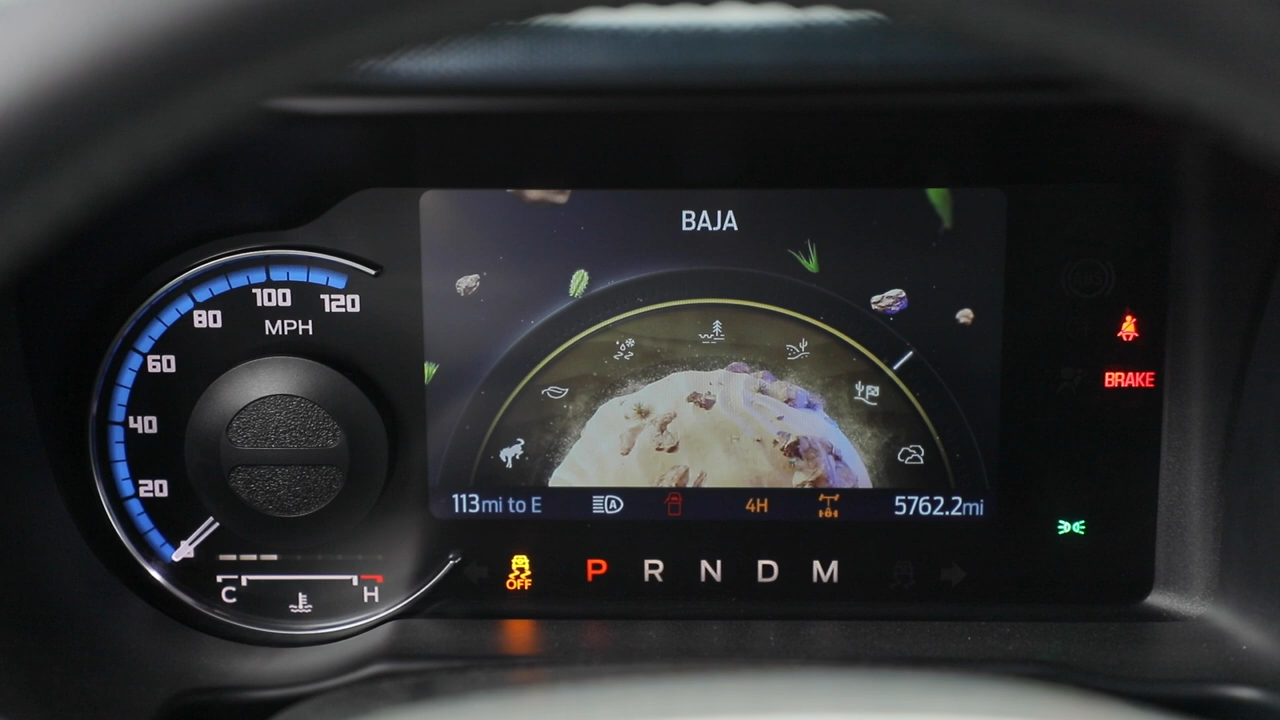 BAJA
100
120
80
MPH
60
40
20
113mi to E
A
4H
5762.2mi
C
H
OFF
P R N D M
BRAKE